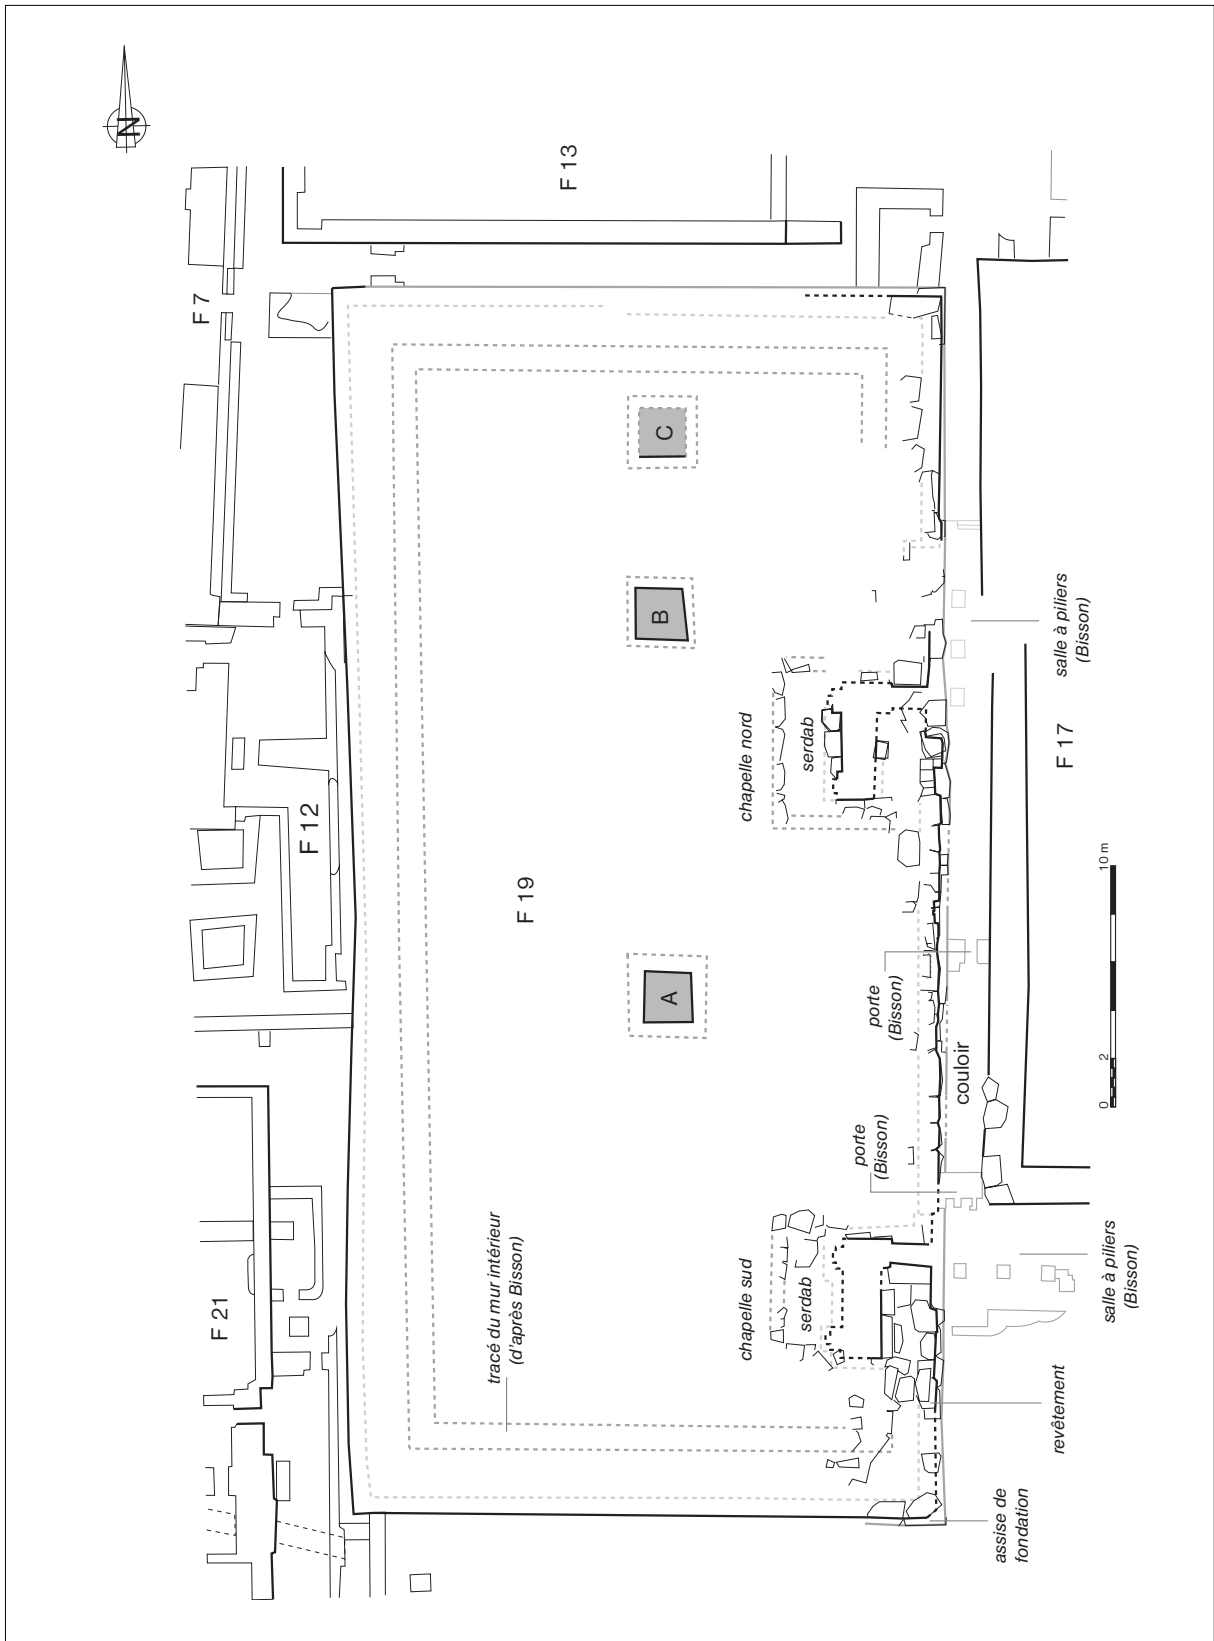 N
F 7
F 13
F 12
F 21
F 19
A
B
C
tracé du mur intérieur
(d'après Bisson)
chapelle nord
serdab
chapelle sud
serdab
porte
(Bisson)
porte
(Bisson)
couloir
salle à piliers
(Bisson)
F 17
salle à piliers
(Bisson)
revêtement
assise de
fondation
0
2
10 m